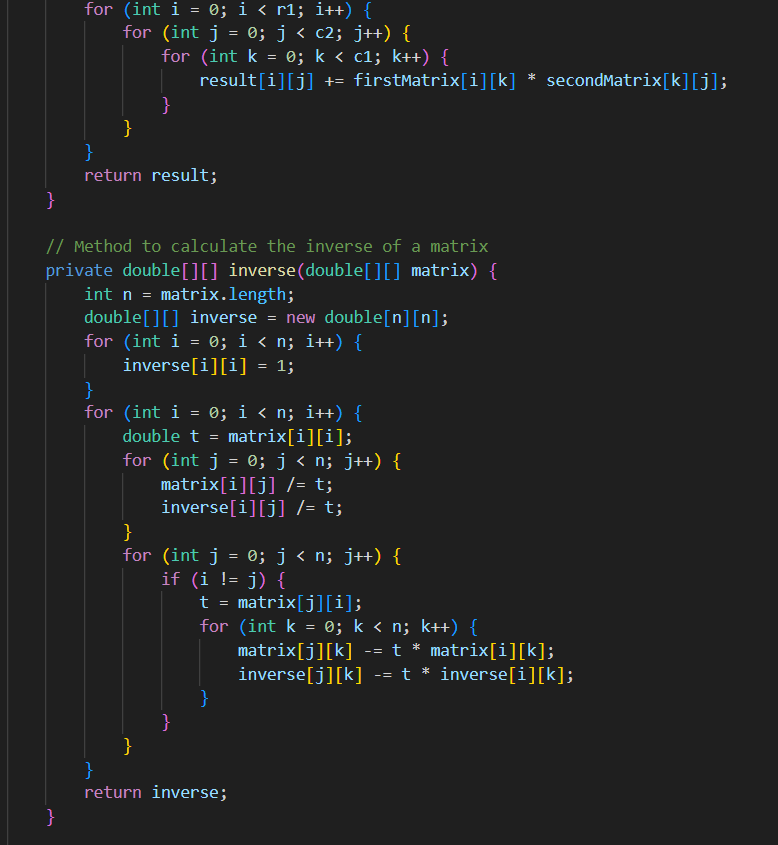 for (int i = 0; i < r1; i++) {
for (int j = 0; j < c2; j++) {
for (int k = 0; k < c1; k++) {
result[i][j] += firstMatrix[i][k] * secondMatrix[k][j];
}
}
}
return result;
}
// Method to calculate the inverse of a matrix
private double[][] inverse(double[][] matrix) {
int n = matrix.length;
double[][] inverse = new double[n][n];
for (int i = 0; i < n; i++) {
inverse[i][i] = 1;
}
for (int i = 0; i < n; i++) {
double t = matrix[i][i];
for (int j = 0; j < n; j++) {
matrix[i][j] /= t;
inverse[i][j] /= t;
}
for (int j = 0; j < n; j++) {
if (i != j) {
t = matrix[j][i];
for (int k = 0; k < n; k++) {
matrix[j][k] -= t * matrix[i][k];
inverse[j][k] -= t * inverse[i][k];
}
}
}
}
return inverse;
}